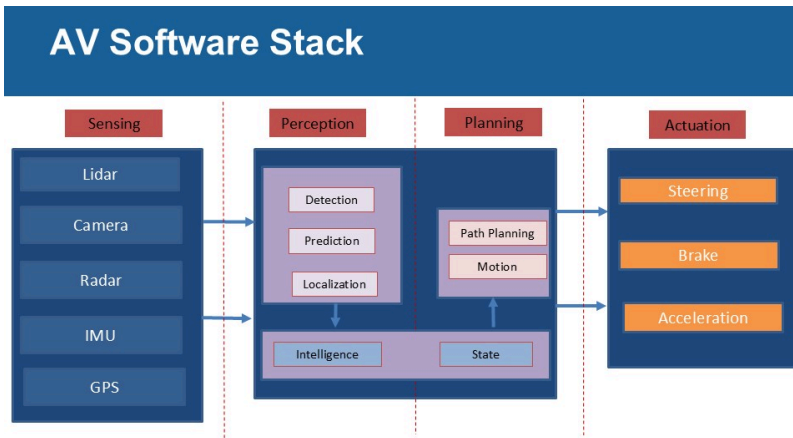 AV Software Stack
Sensing
Perception
Planning
Actuation
Lidar
Camera
Radar
IMU
GPS
Detection
Prediction
Localization
Intelligence
Path Planning
Motion
State
Steering
Brake
Acceleration